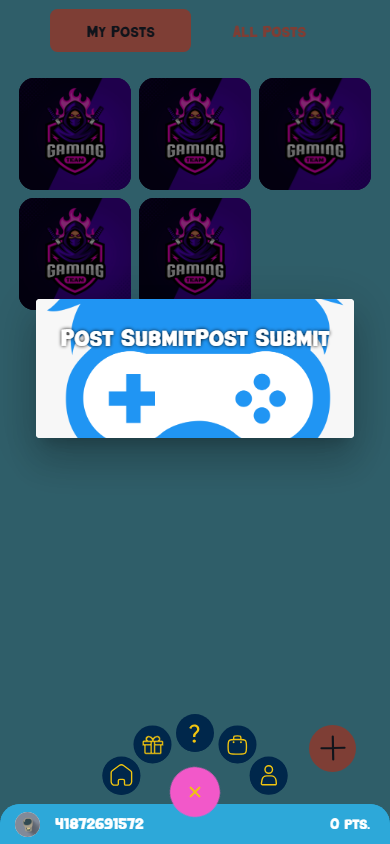 My Posts
All Posts
GAMING
TEAM
GAMING
TEAM
GAMING
TEAM
GAMING
TEAM
GAMING
TEAM
Post SubmitPost Submit
?
41872691572
0 PTS.